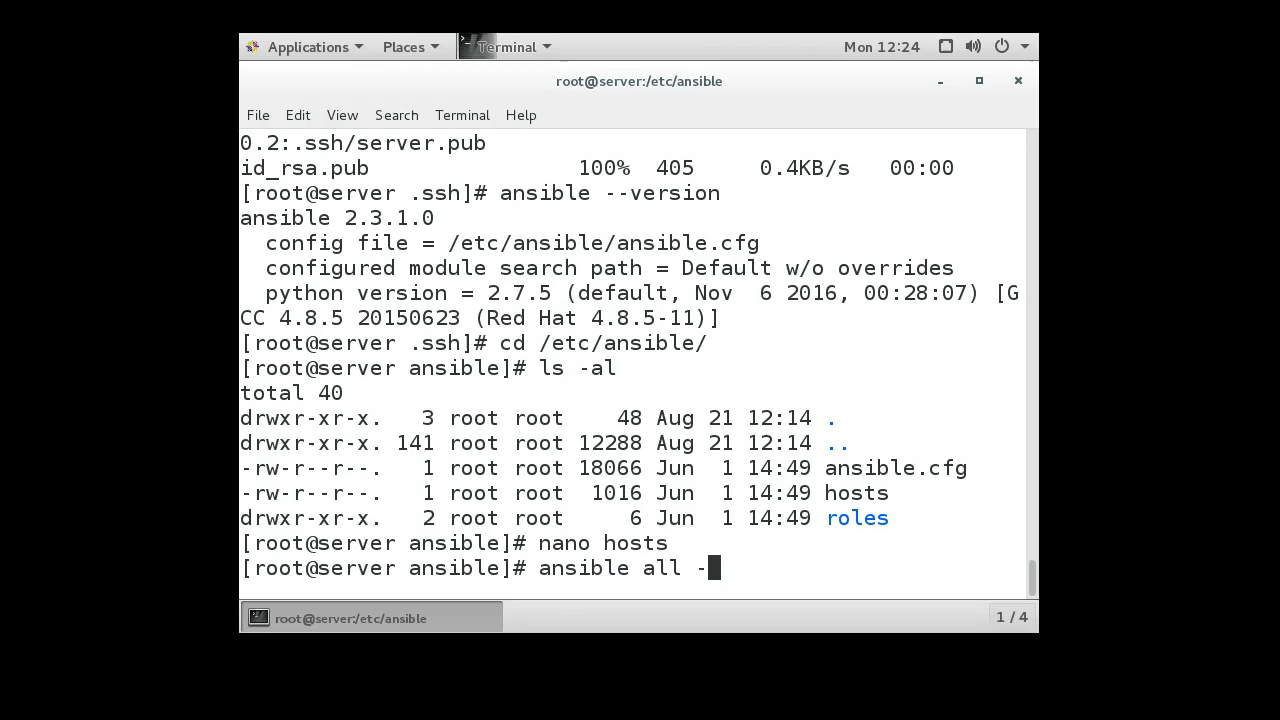 Applications Places Terminal Mon 12:24
root@server:/etc/ansible
File Edit View Search Terminal Help
0.2:.ssh/server.pub
id_rsa.pub 100% 405 0.4KB/s 00:00
[root@server .ssh]# ansible --version
ansible 2.3.1.0
config file = /etc/ansible/ansible.cfg
configured module search path = Default w/o overrides
python version = 2.7.5 (default, Nov  6 2016, 00:28:07) [G
CC 4.8.5 20150623 (Red Hat 4.8.5-11)]
[root@server .ssh]# cd /etc/ansible/
[root@server ansible]# ls -al
total 40
drwxr-xr-x.   3 root root    48 Aug 21 12:14 .
drwxr-xr-x. 141 root root 12288 Aug 21 12:14 ..
-rw-r--r--.   1 root root 18066 Jun  1 14:49 ansible.cfg
-rw-r--r--.   1 root root  1016 Jun  1 14:49 hosts
drwxr-xr-x.   2 root root     6 Jun  1 14:49 roles
[root@server ansible]# nano hosts
[root@server ansible]# ansible all -
root@server:/etc/ansible 1 / 4